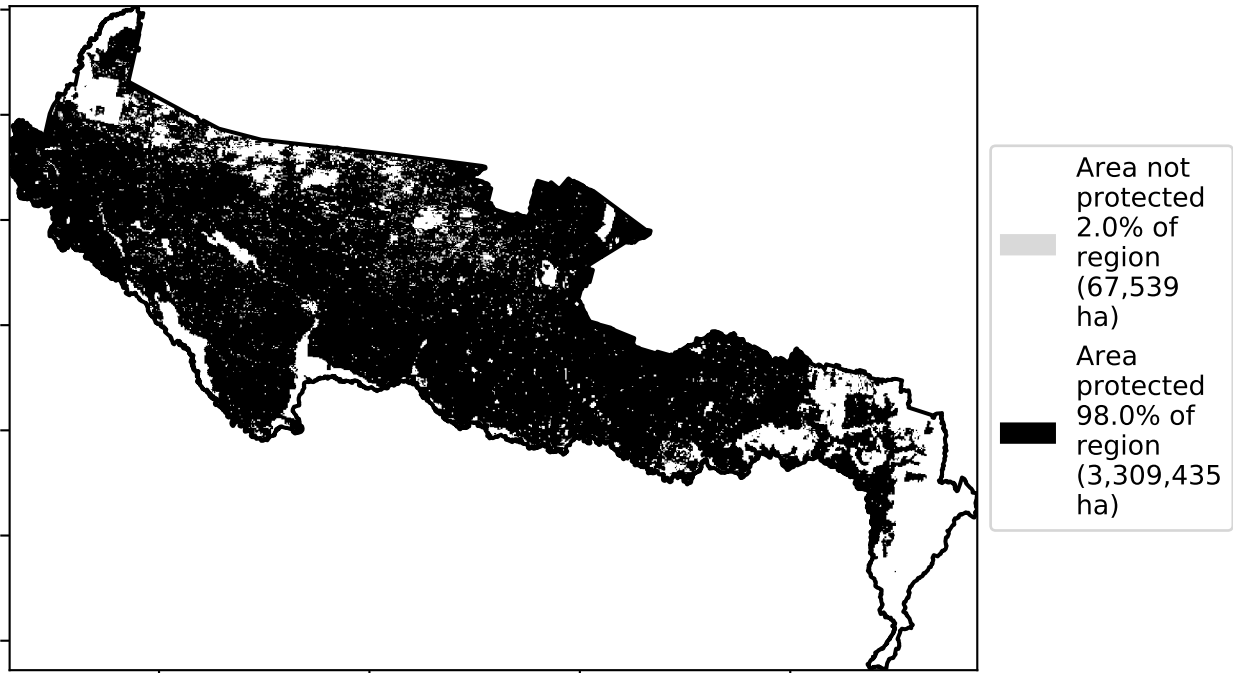 Area not
protected
2.0% of
region
(67,539
ha)
Area
protected
98.0% of
region
(3,309,435
ha)